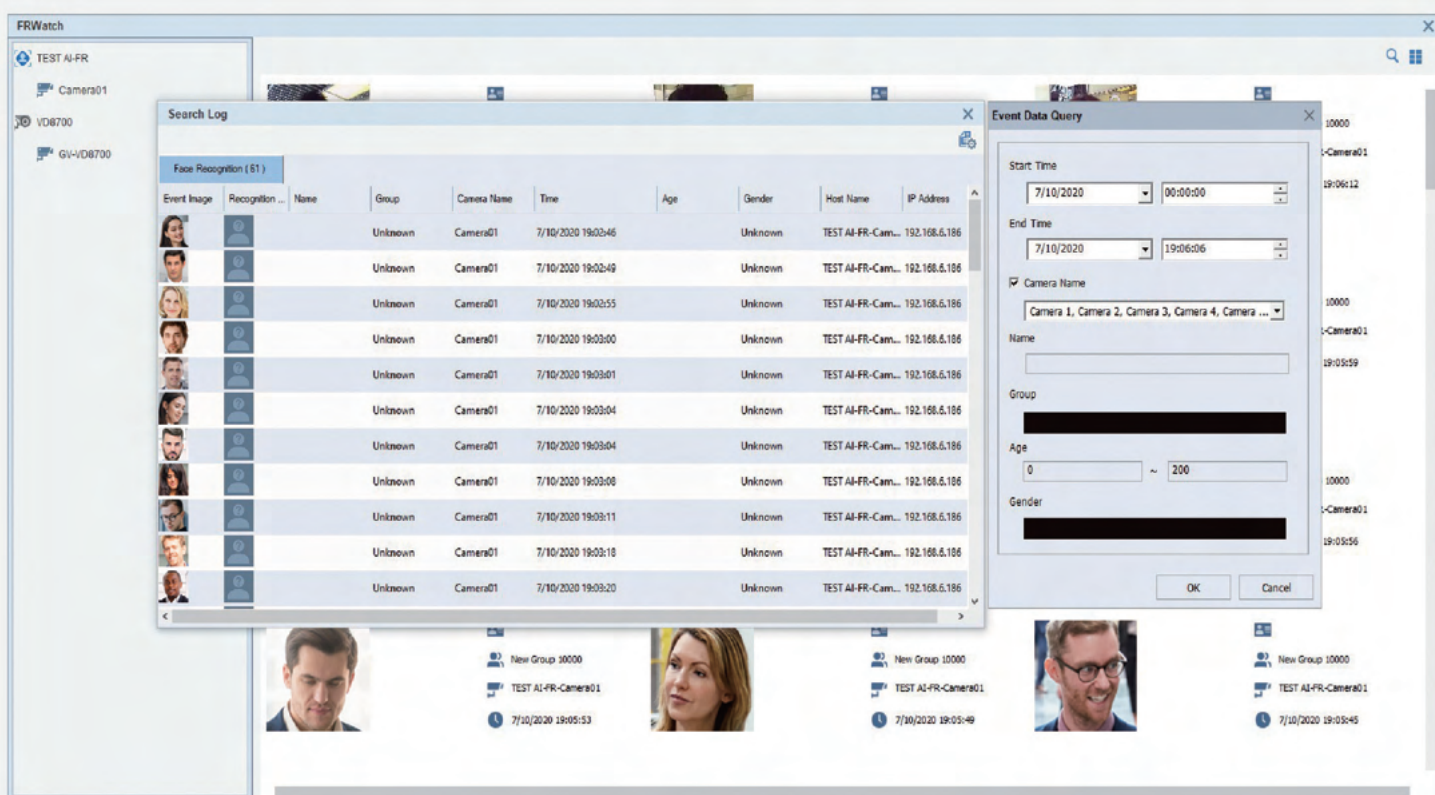 FRWatch
TEST AI-FR
Camera01
VD8700
GV-VD8700
Search Log
Face Recognition ( 61 )
Event Image Recognition ... Name Group Camera Name Time Age Gender Host Name IP Address
Unknown Camera01 7/10/2020 19:02:46 Unknown TEST AI-FR-Cam... 192.168.6.186
Unknown Camera01 7/10/2020 19:02:49 Unknown TEST AI-FR-Cam... 192.168.6.186
Unknown Camera01 7/10/2020 19:02:55 Unknown TEST AI-FR-Cam... 192.168.6.186
Unknown Camera01 7/10/2020 19:03:00 Unknown TEST AI-FR-Cam... 192.168.6.186
Unknown Camera01 7/10/2020 19:03:01 Unknown TEST AI-FR-Cam... 192.168.6.186
Unknown Camera01 7/10/2020 19:03:04 Unknown TEST AI-FR-Cam... 192.168.6.186
Unknown Camera01 7/10/2020 19:03:04 Unknown TEST AI-FR-Cam... 192.168.6.186
Unknown Camera01 7/10/2020 19:03:08 Unknown TEST AI-FR-Cam... 192.168.6.186
Unknown Camera01 7/10/2020 19:03:11 Unknown TEST AI-FR-Cam... 192.168.6.186
Unknown Camera01 7/10/2020 19:03:18 Unknown TEST AI-FR-Cam... 192.168.6.186
Unknown Camera01 7/10/2020 19:03:20 Unknown TEST AI-FR-Cam... 192.168.6.186
Event Data Query
Start Time
7/10/2020 00:00:00
End Time
7/10/2020 19:06:06
Camera Name
Camera 1, Camera 2, Camera 3, Camera 4, Camera ...
Name
Group
Age
0 ~ 200
Gender
OK Cancel
10000
-Camera01
19:06:12
10000
-Camera01
19:05:59
10000
-Camera01
19:05:56
New Group 10000
TEST AI-FR-Camera01
7/10/2020 19:05:53
New Group 10000
TEST AI-FR-Camera01
7/10/2020 19:05:49
New Group 10000
TEST AI-FR-Camera01
7/10/2020 19:05:45